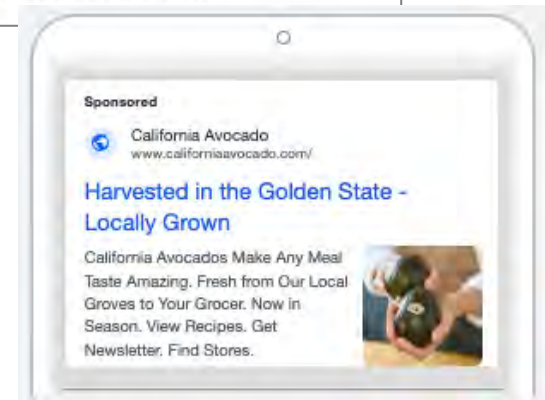 Sponsored
California Avocado
www.californiaavocado.com/
Harvested in the Golden State -
Locally Grown
California Avocados Make Any Meal
Taste Amazing. Fresh from Our Local
Groves to Your Grocer. Now in
Season. View Recipes. Get
Newsletter. Find Stores.